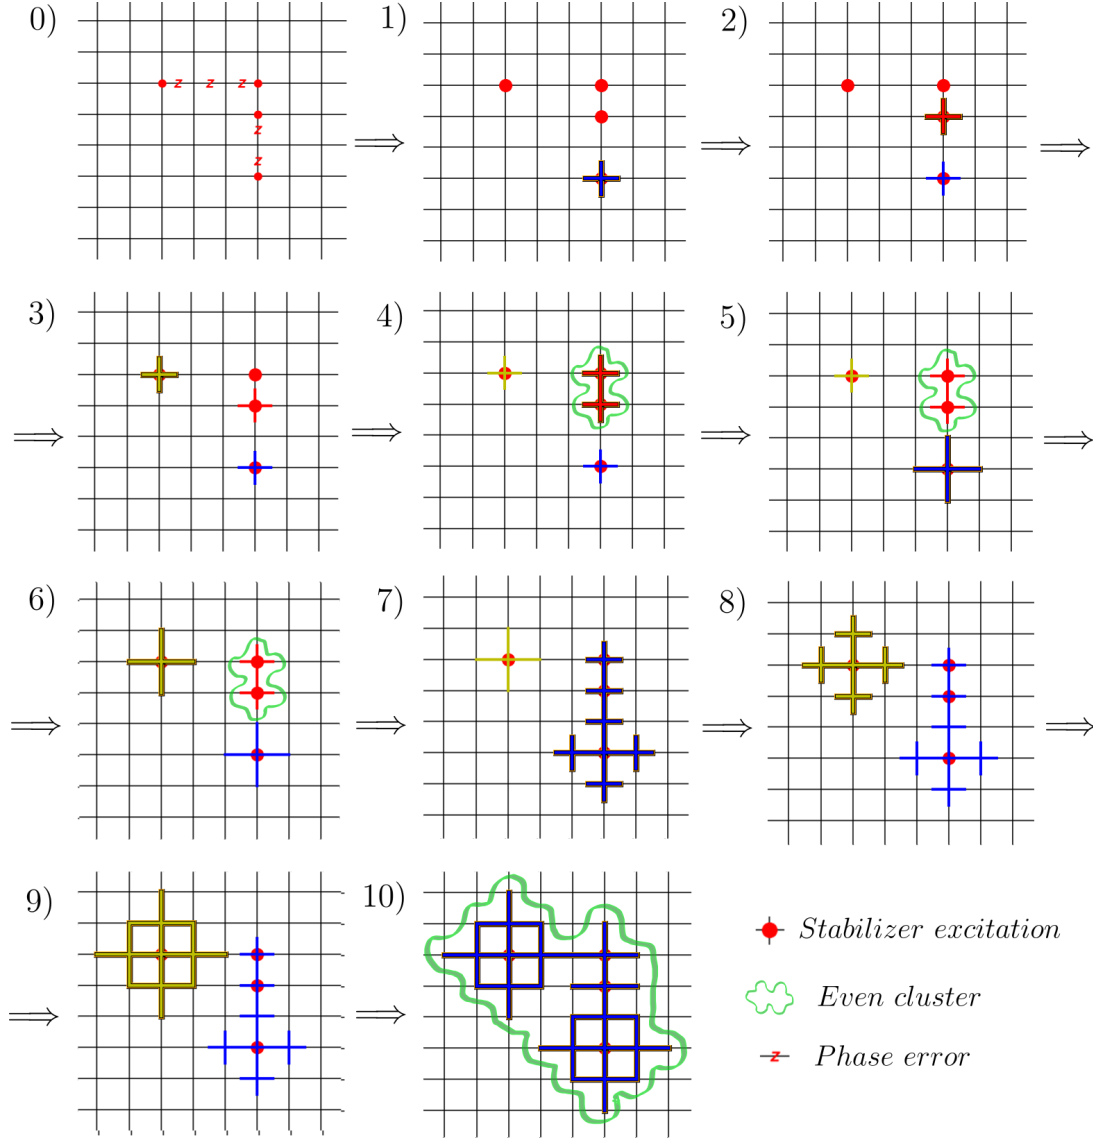 0)
1)
2)
z z z
z
z
3)
4)
5)
6)
7)
8)
9)
10)
Stabilizer excitation
Even cluster
z Phase error